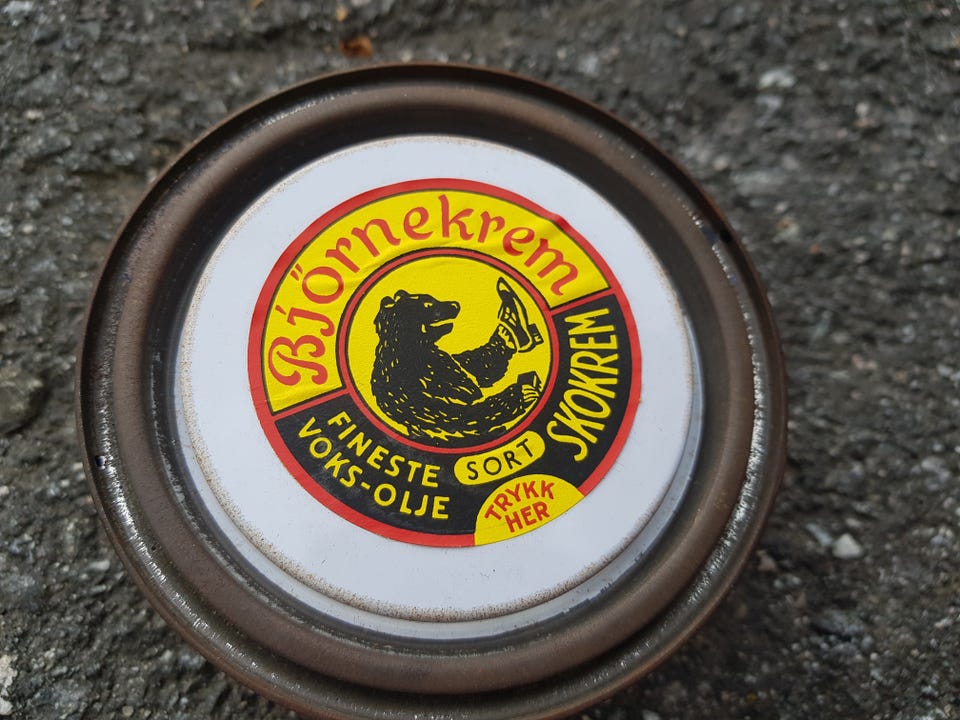 Björnekrem
SKOKREM
FINESTE
VOKS-OLJE
SORT
TRYKK
HER